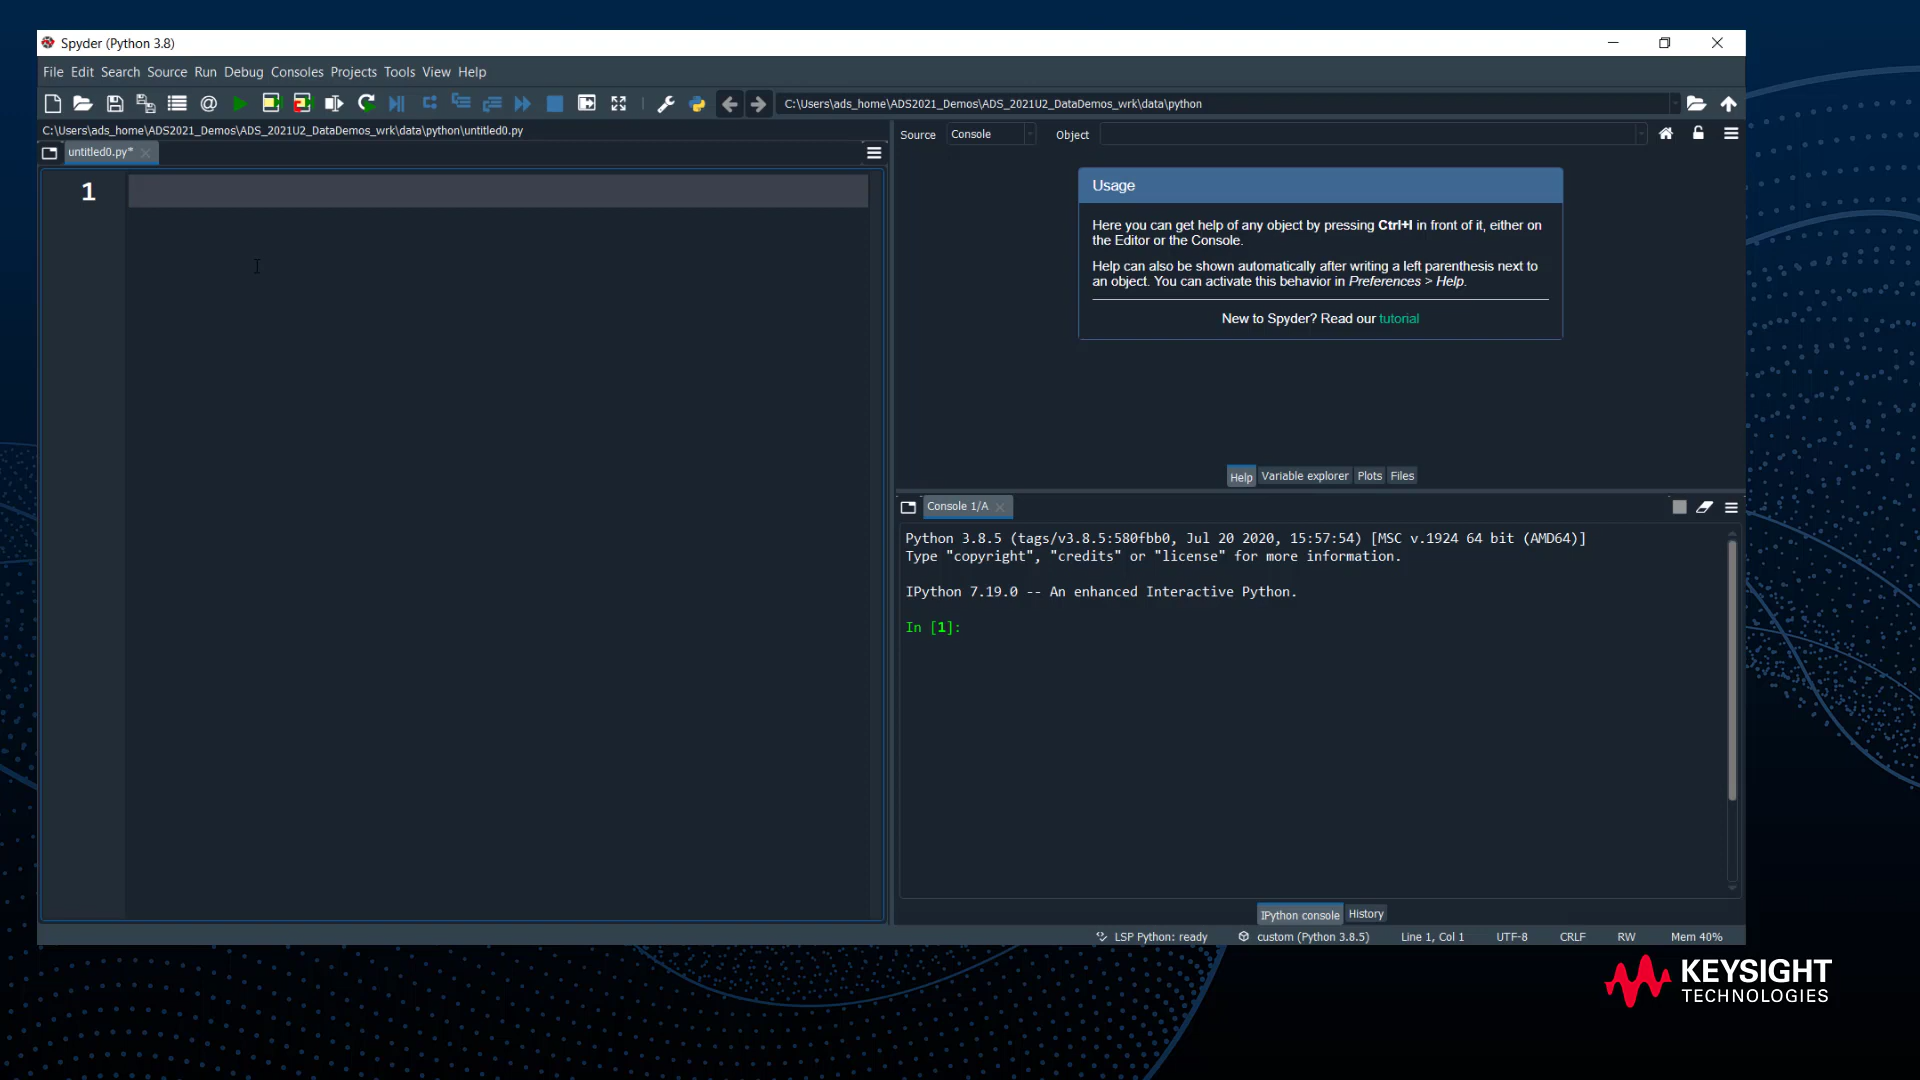 Spyder (Python 3.8)
File Edit Search Source Run Debug Consoles Projects Tools View Help
C:\Users\ads_home\ADS2021_Demos\ADS_2021U2_DataDemos_wrk\data\python
C:\Users\ads_home\ADS2021_Demos\ADS_2021U2_DataDemos_wrk\data\python\untitled0.py
untitled0.py*
1
Source Console Object
Usage
Here you can get help of any object by pressing Ctrl+I in front of it, either on
the Editor or the Console.
Help can also be shown automatically after writing a left parenthesis next to
an object. You can activate this behavior in Preferences > Help.
New to Spyder? Read our tutorial
Help Variable explorer Plots Files
Console 1/A
Python 3.8.5 (tags/v3.8.5:580fbb0, Jul 20 2020, 15:57:54) [MSC v.1924 64 bit (AMD64)]
Type "copyright", "credits" or "license" for more information.
IPython 7.19.0 -- An enhanced Interactive Python.
In [1]:
IPython console History
LSP Python: ready custom (Python 3.8.5) Line 1, Col 1 UTF-8 CRLF RW Mem 40%
KEYSIGHT
TECHNOLOGIES